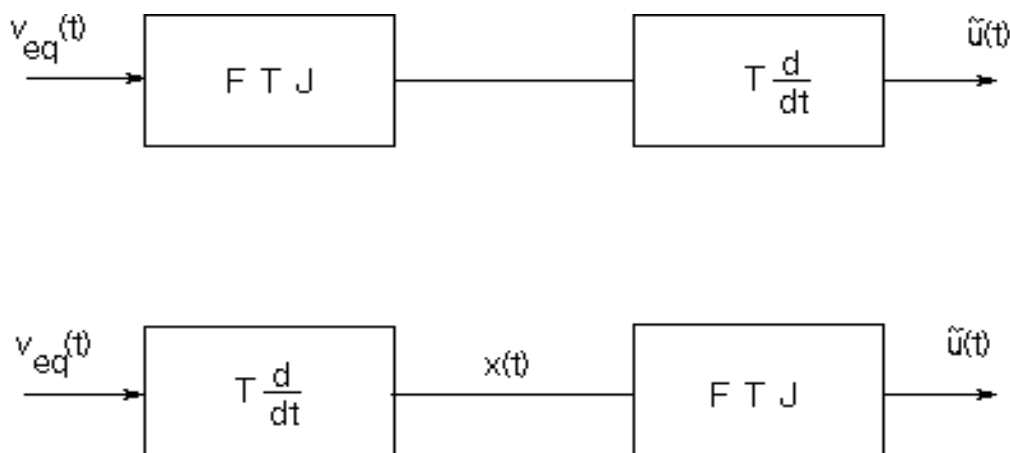 v_eq(t)
F T J
T d/dt
ũ(t)
v_eq(t)
T d/dt
x(t)
F T J
ũ(t)